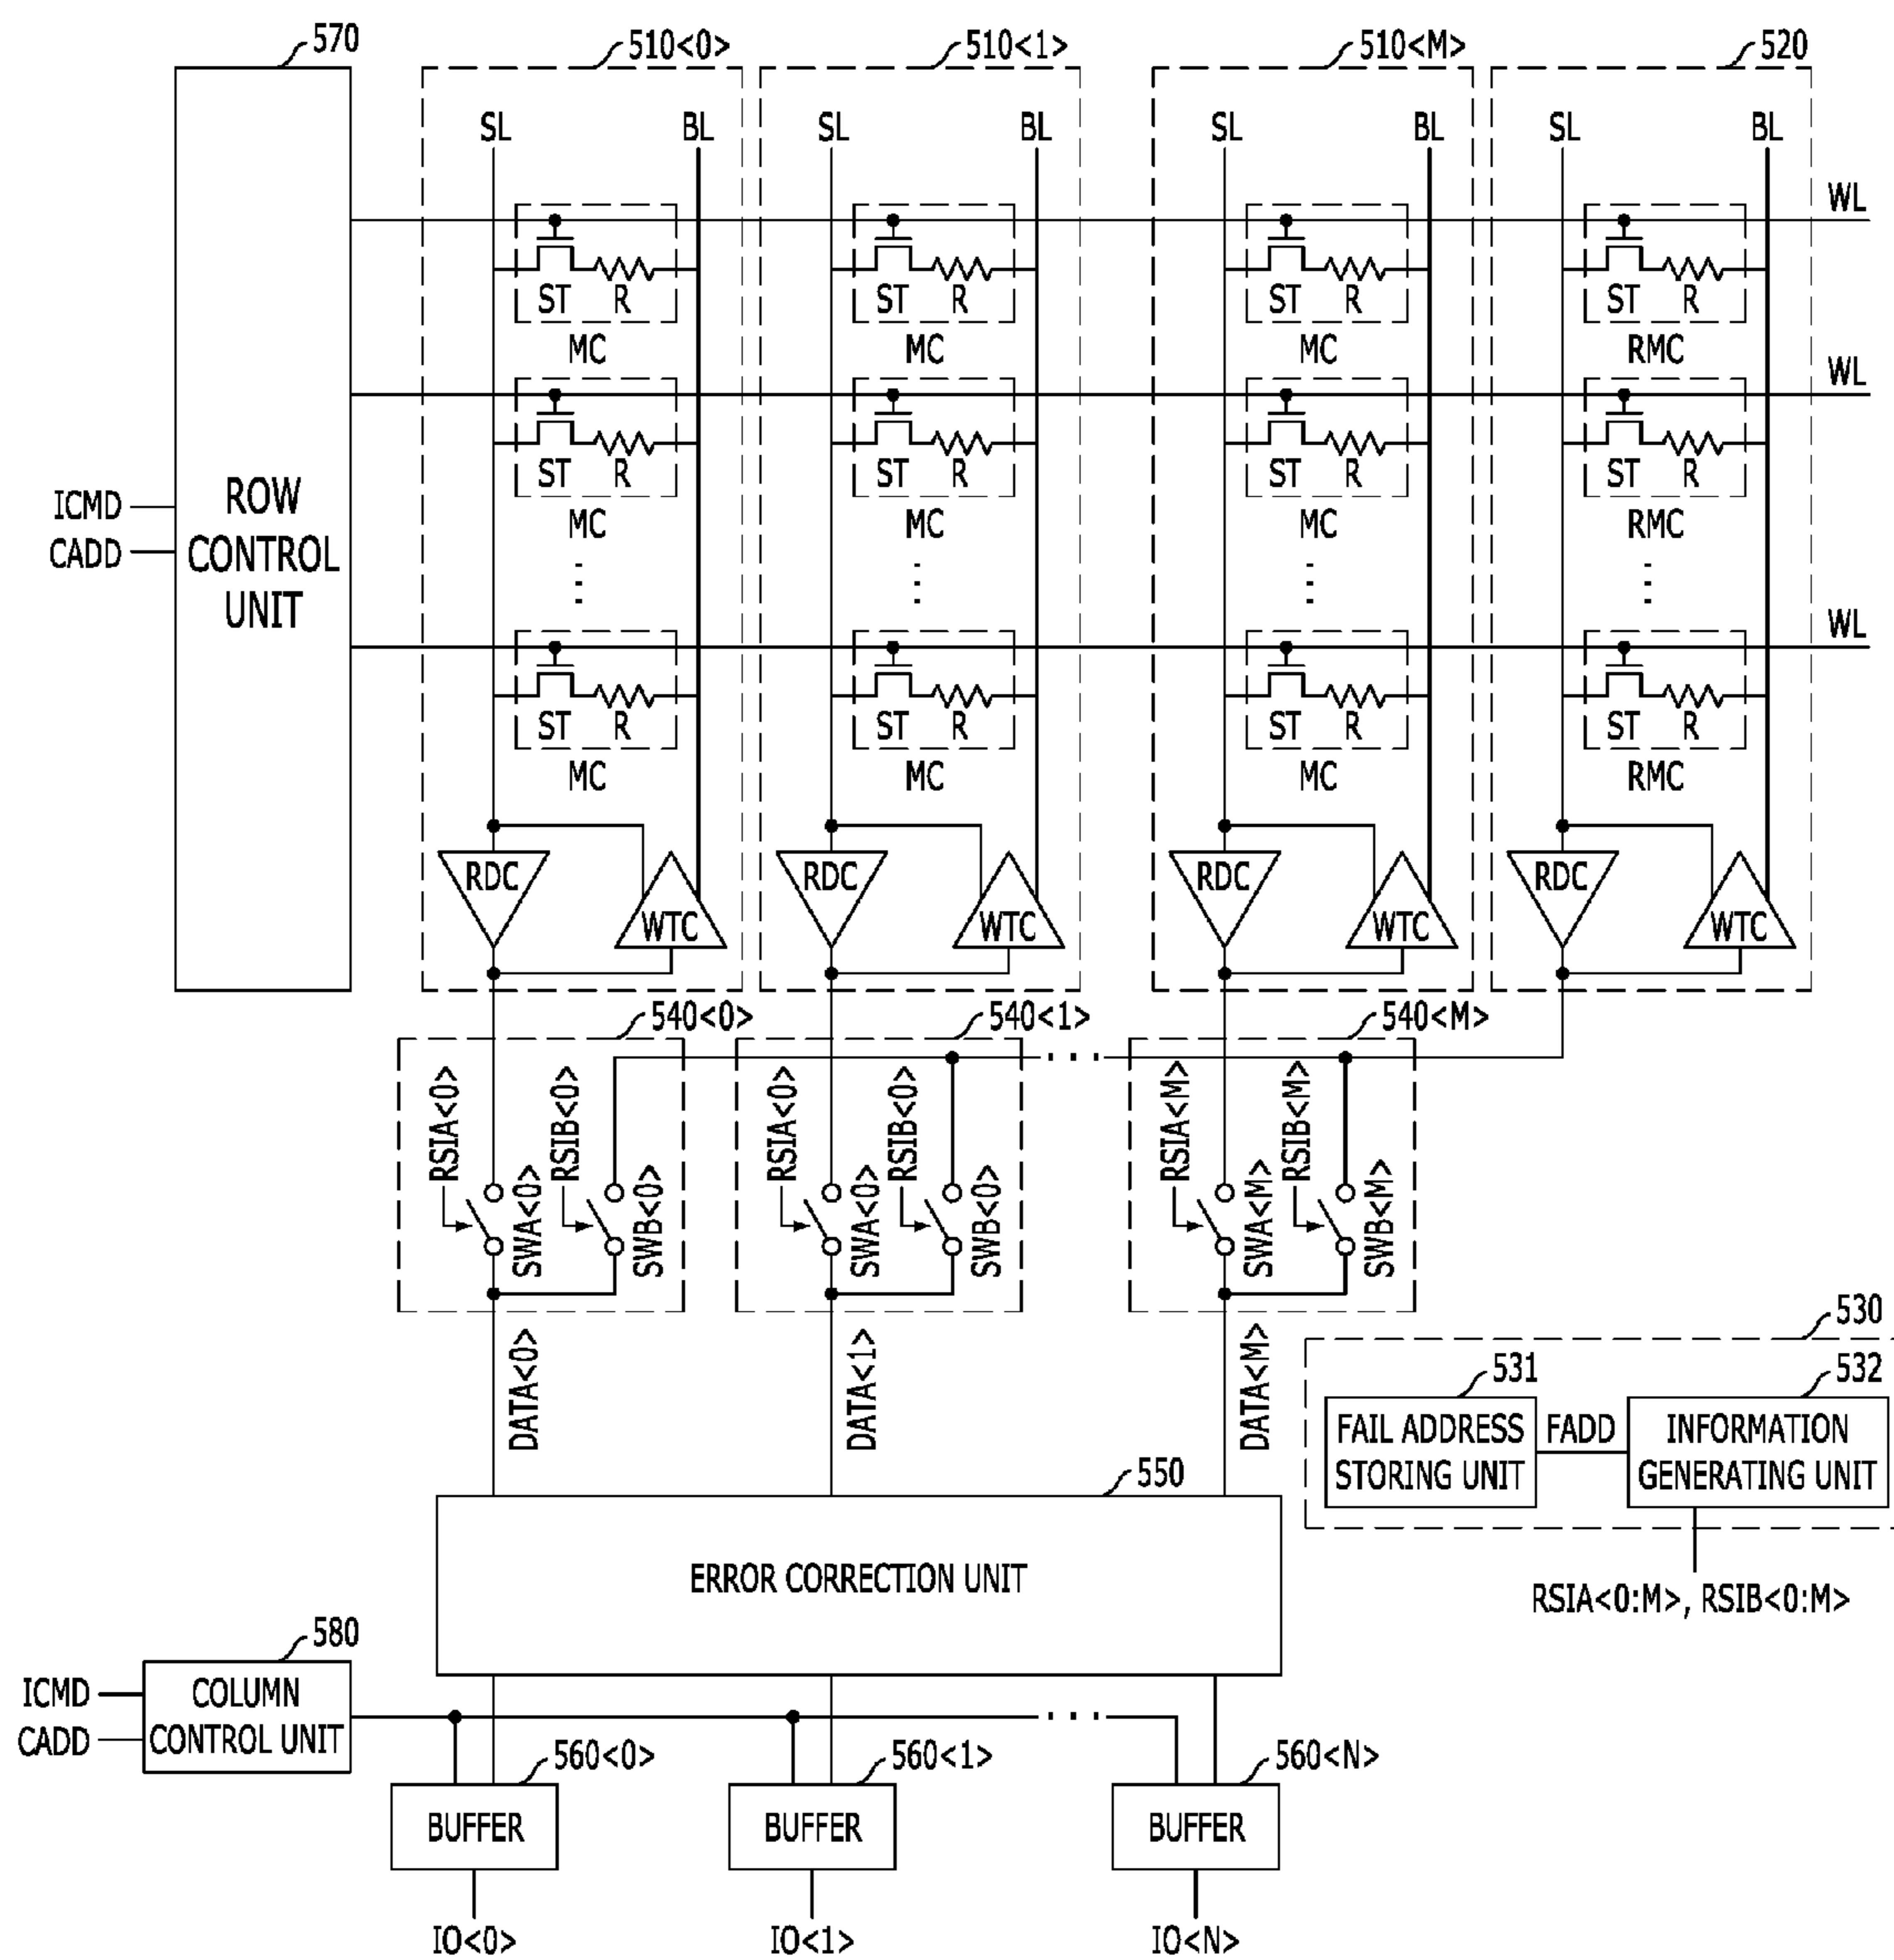 570
510<0>
510<1>
510<M>
520
SL BL SL BL SL BL SL BL
WL
ST R ST R ST R ST R
MC MC MC RMC
WL
ST R ST R ST R ST R
MC MC MC RMC
ICMD
CADD
ROW
CONTROL
UNIT
WL
ST R ST R ST R ST R
MC MC MC RMC
RDC WTC RDC WTC RDC WTC RDC WTC
540<0>
540<1>
540<M>
RSIA<0> SWA<0> RSIB<0> SWB<0>
RSIA<0> SWA<0> RSIB<0> SWB<0>
RSIA<M> SWA<M> RSIB<M> SWB<M>
DATA<0>
DATA<1>
DATA<M>
530
531
532
FAIL ADDRESS
STORING UNIT
FADD
INFORMATION
GENERATING UNIT
RSIA<0:M>, RSIB<0:M>
550
ERROR CORRECTION UNIT
580
ICMD
CADD
COLUMN
CONTROL UNIT
560<0>
560<1>
560<N>
BUFFER BUFFER BUFFER
IO<0> IO<1> IO<N>